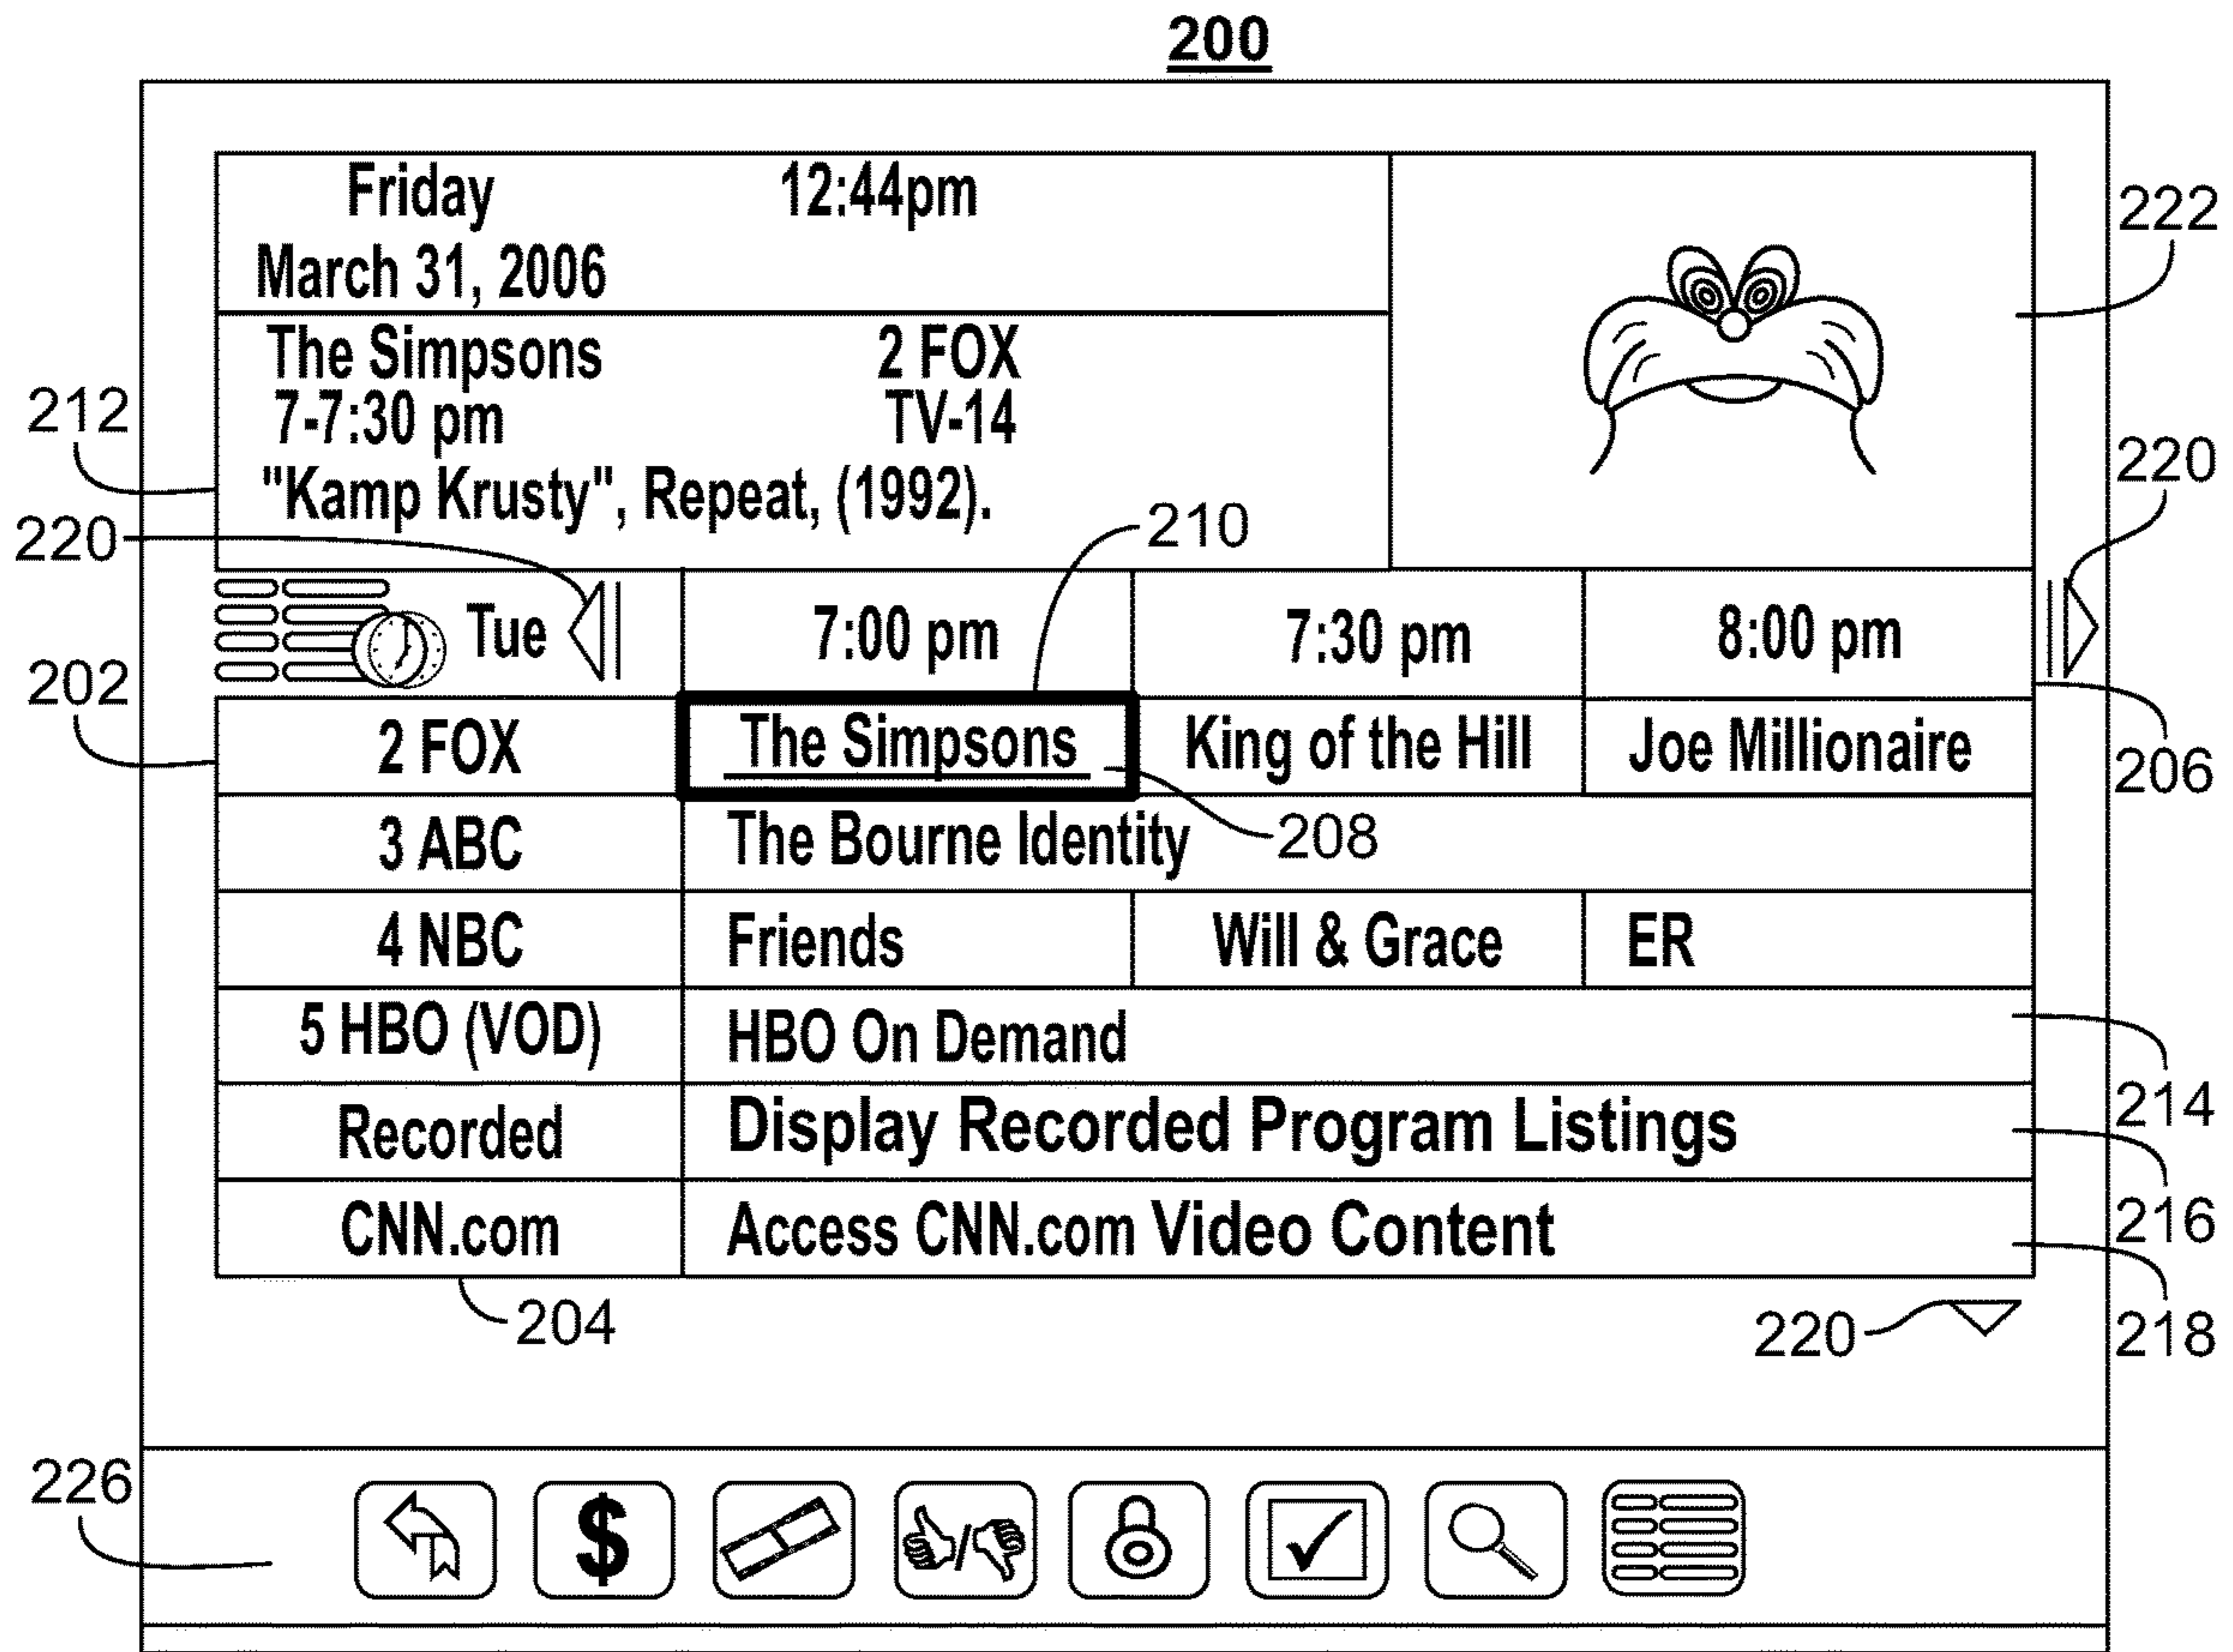 200
Friday 12:44pm
March 31, 2006
222
The Simpsons 2 FOX
212
7-7:30 pm TV-14
220
"Kamp Krusty", Repeat, (1992).
210
220
Tue 7:00 pm 7:30 pm 8:00 pm
202
2 FOX The Simpsons King of the Hill Joe Millionaire
206
3 ABC The Bourne Identity 208
4 NBC Friends Will & Grace ER
5 HBO (VOD) HBO On Demand
214
Recorded Display Recorded Program Listings
216
CNN.com Access CNN.com Video Content
204 220 218
226
$